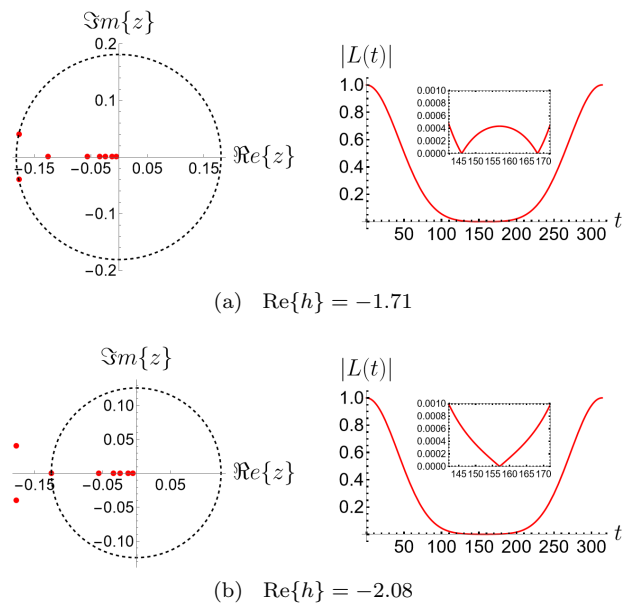 ℑm{z}
0.2
0.1
-0.15 -0.05 0.05 0.15 ℜe{z}
-0.1
-0.2
|L(t)|
1.0
0.8
0.6
0.4
0.2
50 100 150 200 250 300 t
0.0010
0.0008
0.0006
0.0004
0.0002
0.0000
145 150 155 160 165 170
(a) Re{h} = −1.71
ℑm{z}
0.10
0.05
-0.15 -0.05 0.05 ℜe{z}
-0.05
-0.10
|L(t)|
1.0
0.8
0.6
0.4
0.2
50 100 150 200 250 300 t
0.0010
0.0008
0.0006
0.0004
0.0002
0.0000
145 150 155 160 165 170
(b) Re{h} = −2.08